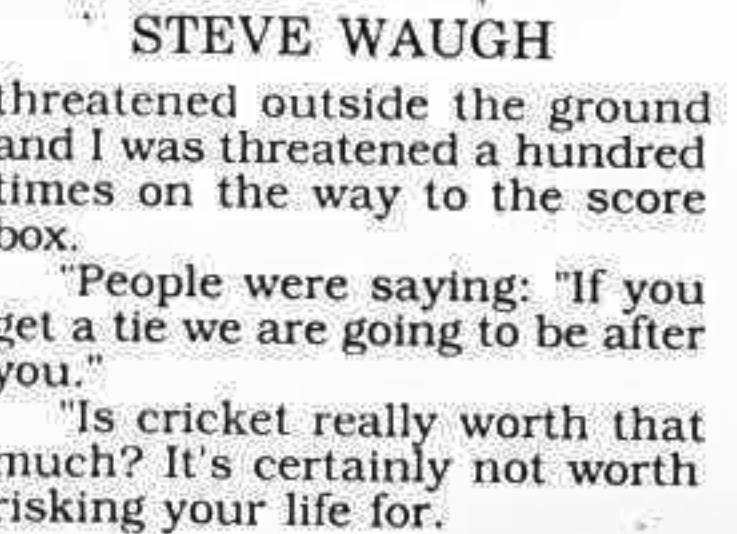 STEVE WAUGH
threatened outside the ground
and I was threatened a hundred
times on the way to the score
box.
"People were saying: "If you
get a tie we are going to be after
you."
"Is cricket really worth that
much? It's certainly not worth
risking your life for.